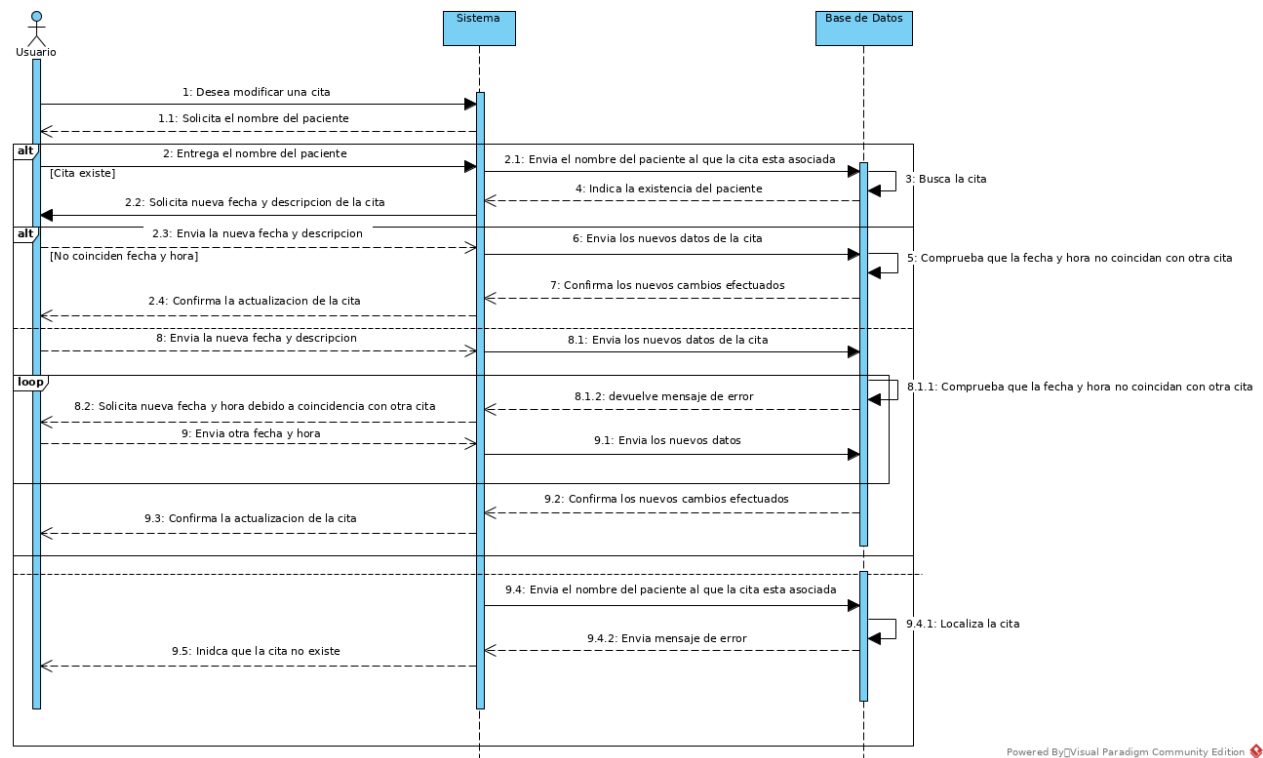 Sistema
Base de Datos
Usuario
1: Desea modificar una cita
1.1: Solicita el nombre del paciente
alt
2: Entrega el nombre del paciente
2.1: Envia el nombre del paciente al que la cita esta asociada
[Cita existe]
3: Busca la cita
4: Indica la existencia del paciente
2.2: Solicita nueva fecha y descripcion de la cita
alt
2.3: Envia la nueva fecha y descripcion
6: Envia los nuevos datos de la cita
[No coinciden fecha y hora]
5: Comprueba que la fecha y hora no coincidan con otra cita
7: Confirma los nuevos cambios efectuados
2.4: Confirma la actualizacion de la cita
8: Envia la nueva fecha y descripcion
8.1: Envia los nuevos datos de la cita
loop
8.1.1: Comprueba que la fecha y hora no coincidan con otra cita
8.1.2: devuelve mensaje de error
8.2: Solicita nueva fecha y hora debido a coincidencia con otra cita
9: Envia otra fecha y hora
9.1: Envia los nuevos datos
9.2: Confirma los nuevos cambios efectuados
9.3: Confirma la actualizacion de la cita
9.4: Envia el nombre del paciente al que la cita esta asociada
9.4.1: Localiza la cita
9.4.2: Envia mensaje de error
9.5: Inidca que la cita no existe
Powered By Visual Paradigm Community Edition